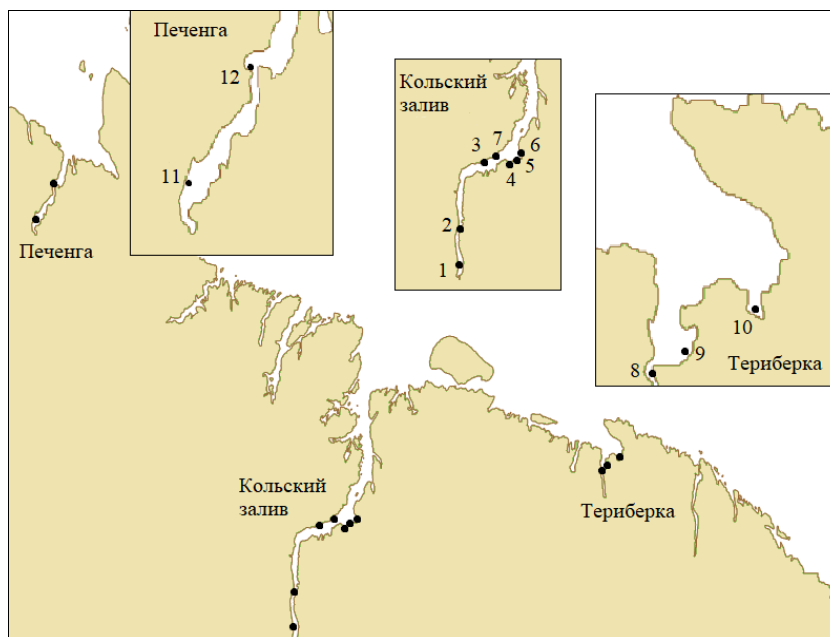 Печенга
12
11
Кольский
залив
3
7
6
5
4
2
1
10
9
8
Териберка
Печенга
Кольский
залив
Териберка